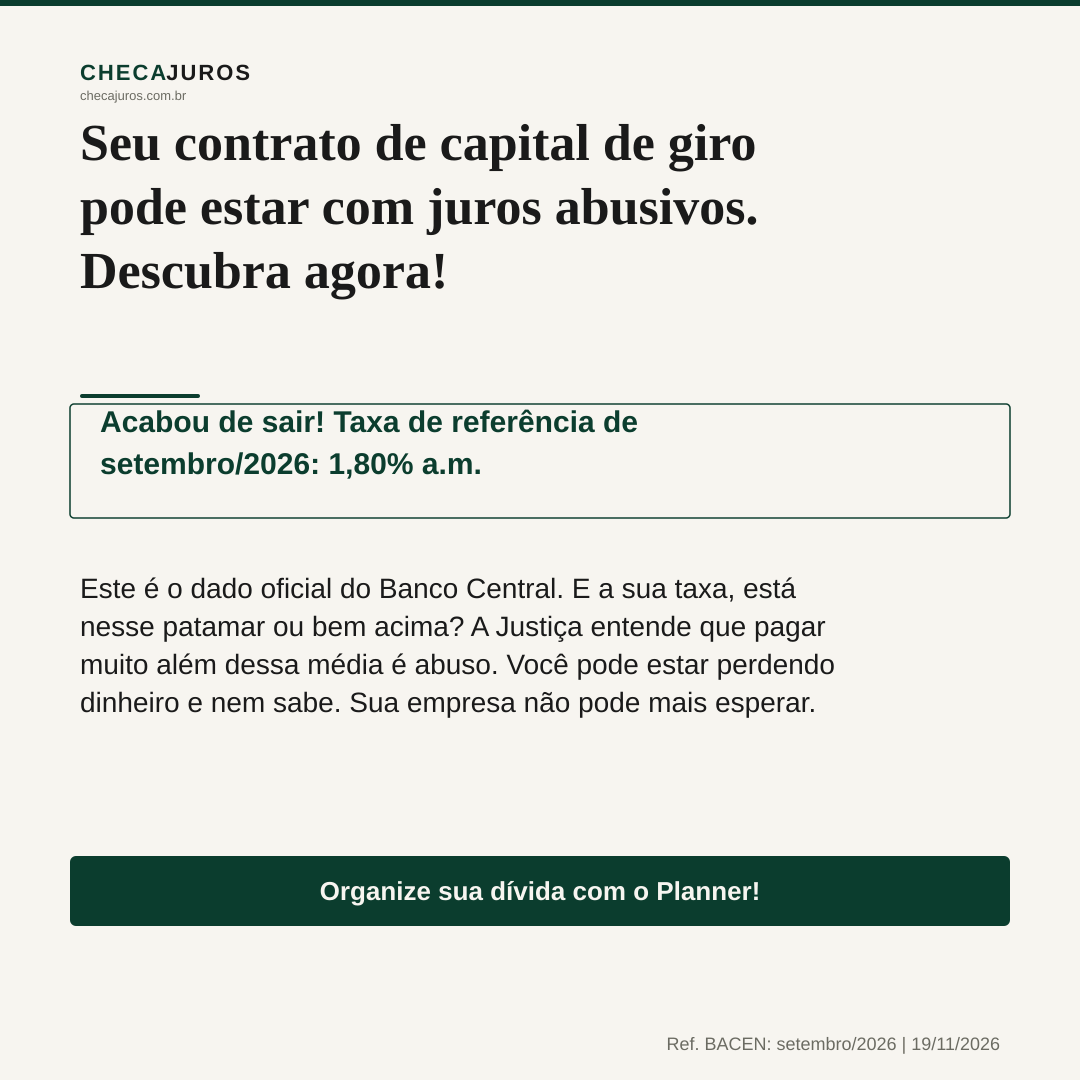 CHECAJUROS
checajuros.com.br
Seu contrato de capital de giro
pode estar com juros abusivos.
Descubra agora!
Acabou de sair! Taxa de referência de
setembro/2026: 1,80% a.m.
Este é o dado oficial do Banco Central. E a sua taxa, está
nesse patamar ou bem acima? A Justiça entende que pagar
muito além dessa média é abuso. Você pode estar perdendo
dinheiro e nem sabe. Sua empresa não pode mais esperar.
Organize sua dívida com o Planner!
Ref. BACEN: setembro/2026 | 19/11/2026